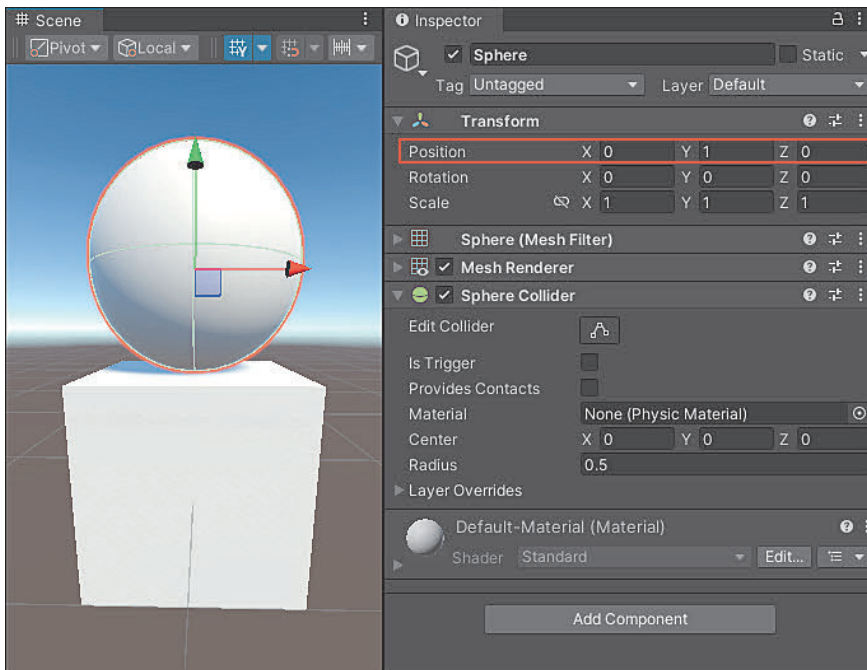 Scene
Pivot Local
Inspector
Sphere Static
Tag Untagged Layer Default
Transform
Position X 0 Y 1 Z 0
Rotation X 0 Y 0 Z 0
Scale X 1 Y 1 Z 1
Sphere (Mesh Filter)
Mesh Renderer
Sphere Collider
Edit Collider
Is Trigger
Provides Contacts
Material None (Physic Material)
Center X 0 Y 0 Z 0
Radius 0.5
Layer Overrides
Default-Material (Material)
Shader Standard Edit...
Add Component